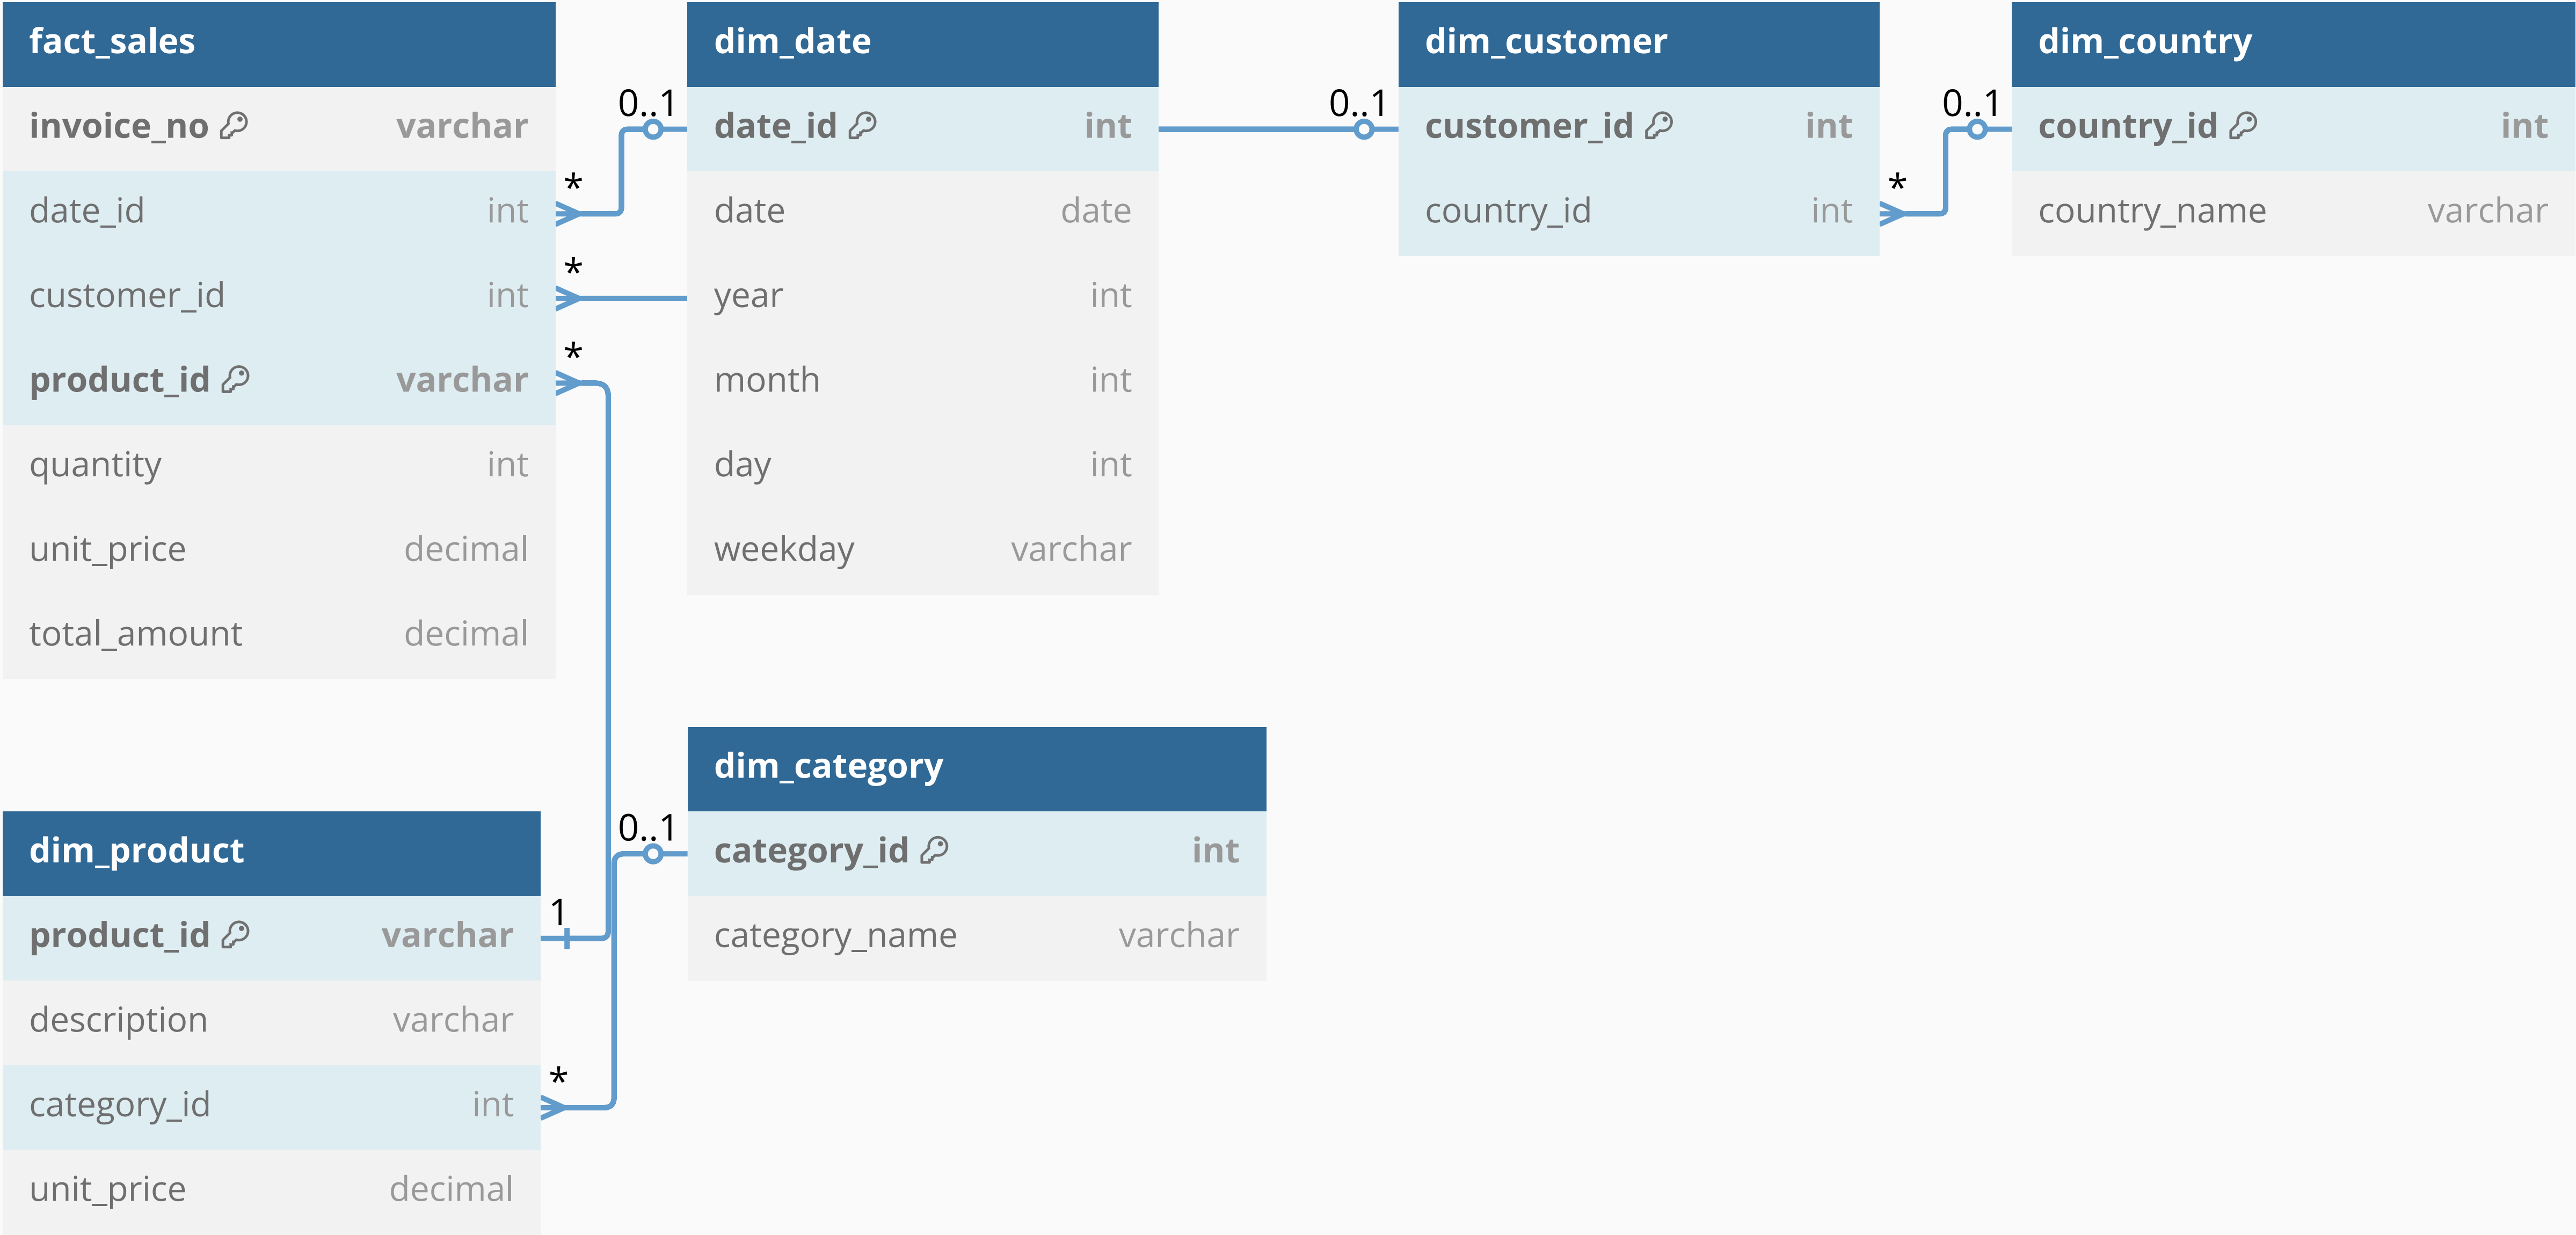 fact_sales
invoice_no varchar
date_id int
customer_id int
product_id varchar
quantity int
unit_price decimal
total_amount decimal
*
*
*
0..1
dim_date
date_id int
date date
year int
month int
day int
weekday varchar
0..1
dim_customer
customer_id int
country_id int
*
0..1
dim_country
country_id int
country_name varchar
dim_product
product_id varchar
description varchar
category_id int
unit_price decimal
1
*
0..1
dim_category
category_id int
category_name varchar